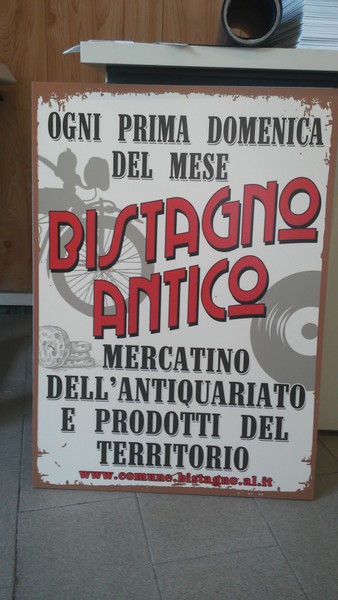 OGNI PRIMA DOMENICA
DEL MESE
BISTAGNO
ANTICO
MERCATINO
DELL'ANTIQUARIATO
E PRODOTTI DEL
TERRITORIO
www.comune.bistagno.al.it